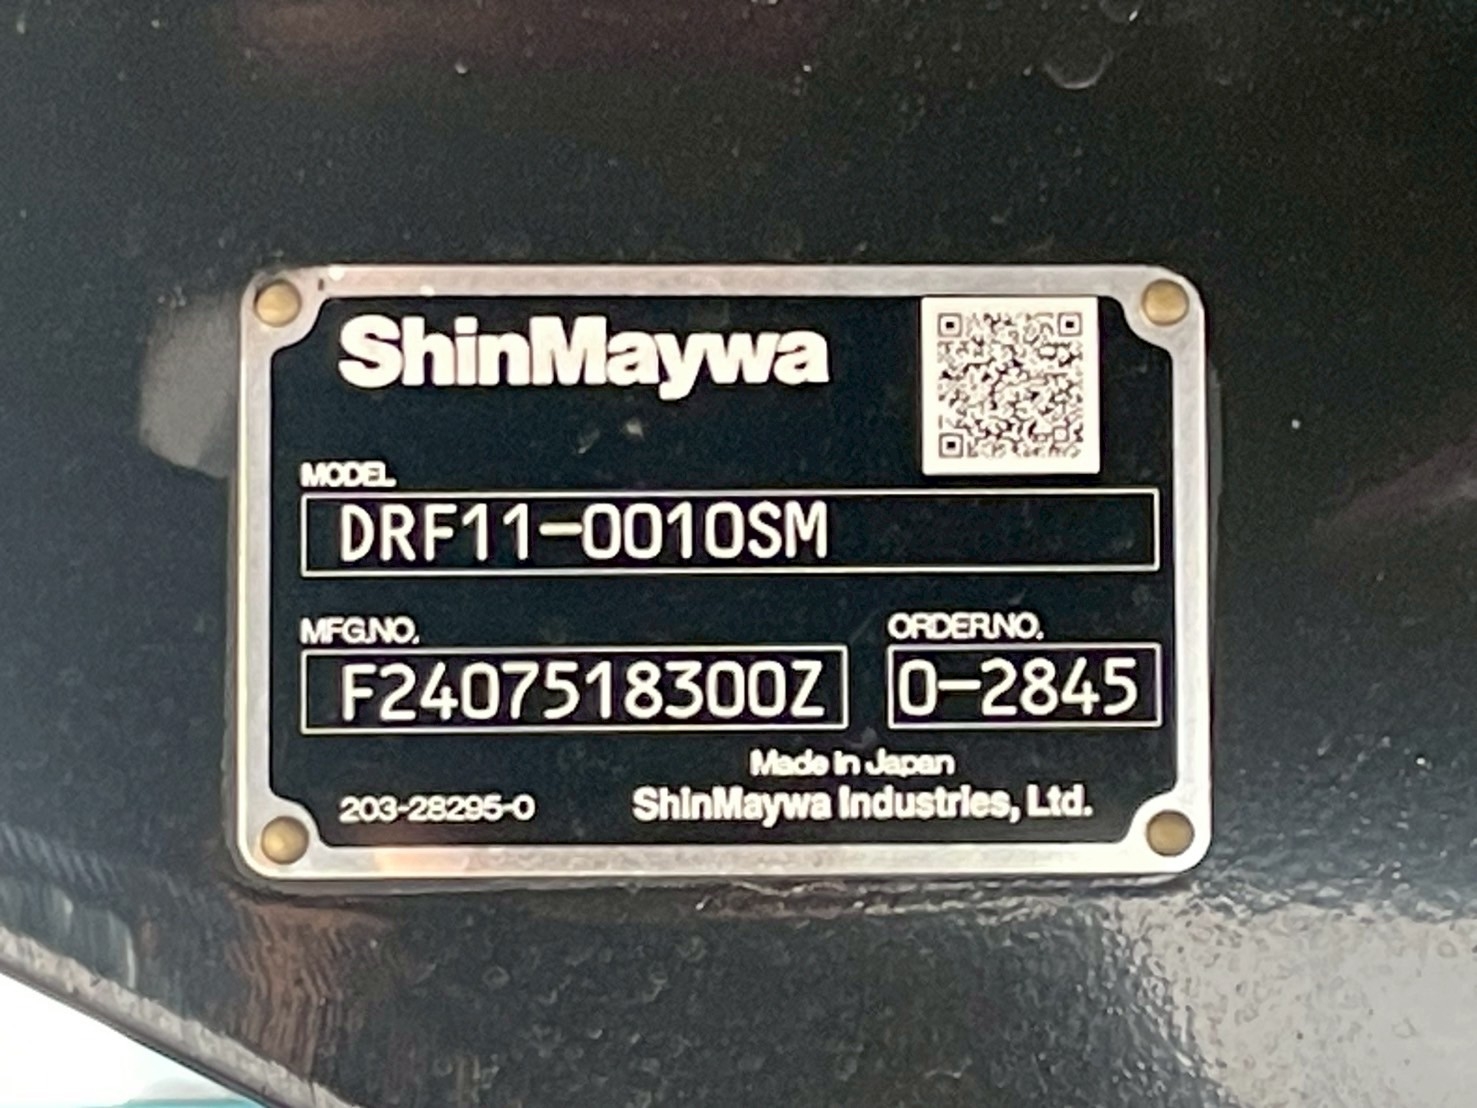 ShinMaywa
MODEL
DRF11-0010SM
MFG.NO.
F2407518300Z
ORDER.NO.
0-2845
Made in Japan
203-28295-0
ShinMaywa Industries, Ltd.